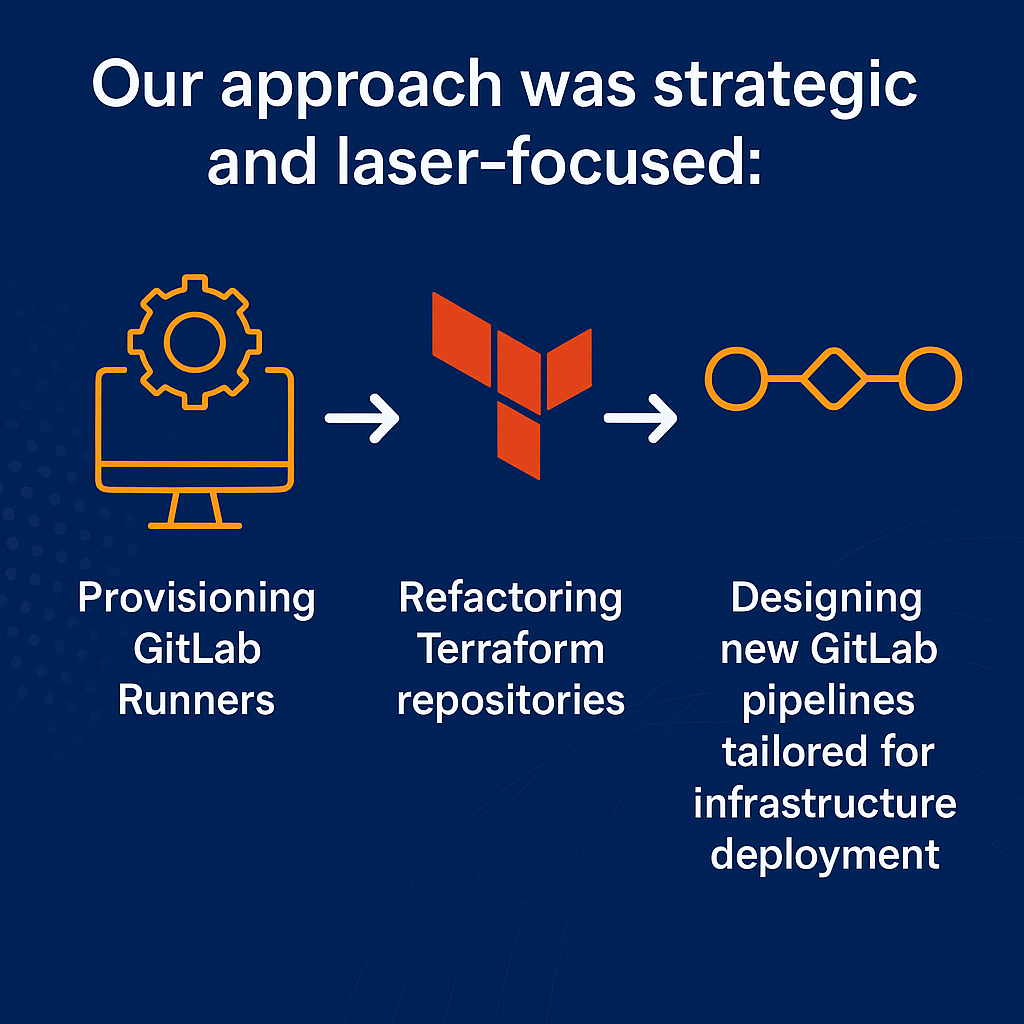 Our approach was strategic
and laser-focused:
Provisioning
GitLab
Runners
Refactoring
Terraform
repositories
Designing
new GitLab
pipelines
tailored for
infrastructure
deployment